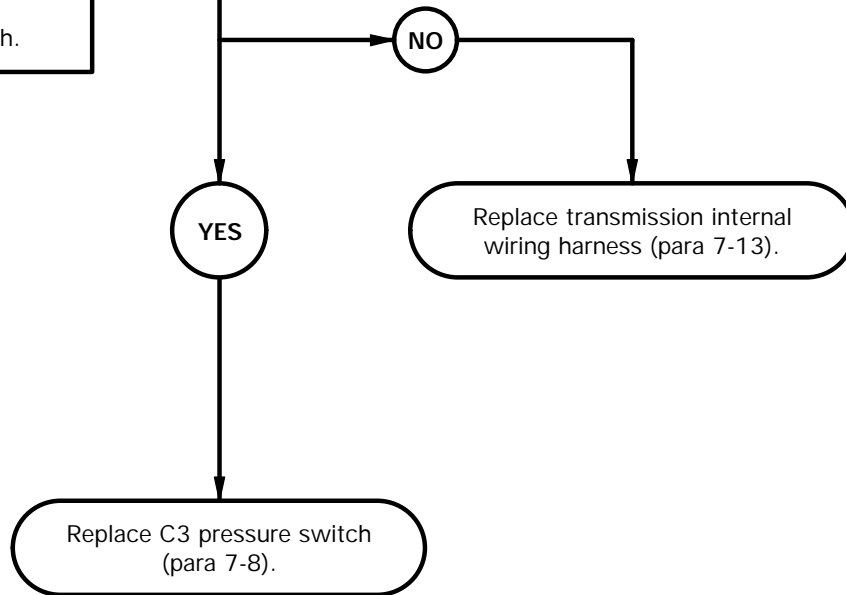 h.
NO
YES
Replace transmission internal
wiring harness (para 7-13).
Replace C3 pressure switch
(para 7-8).